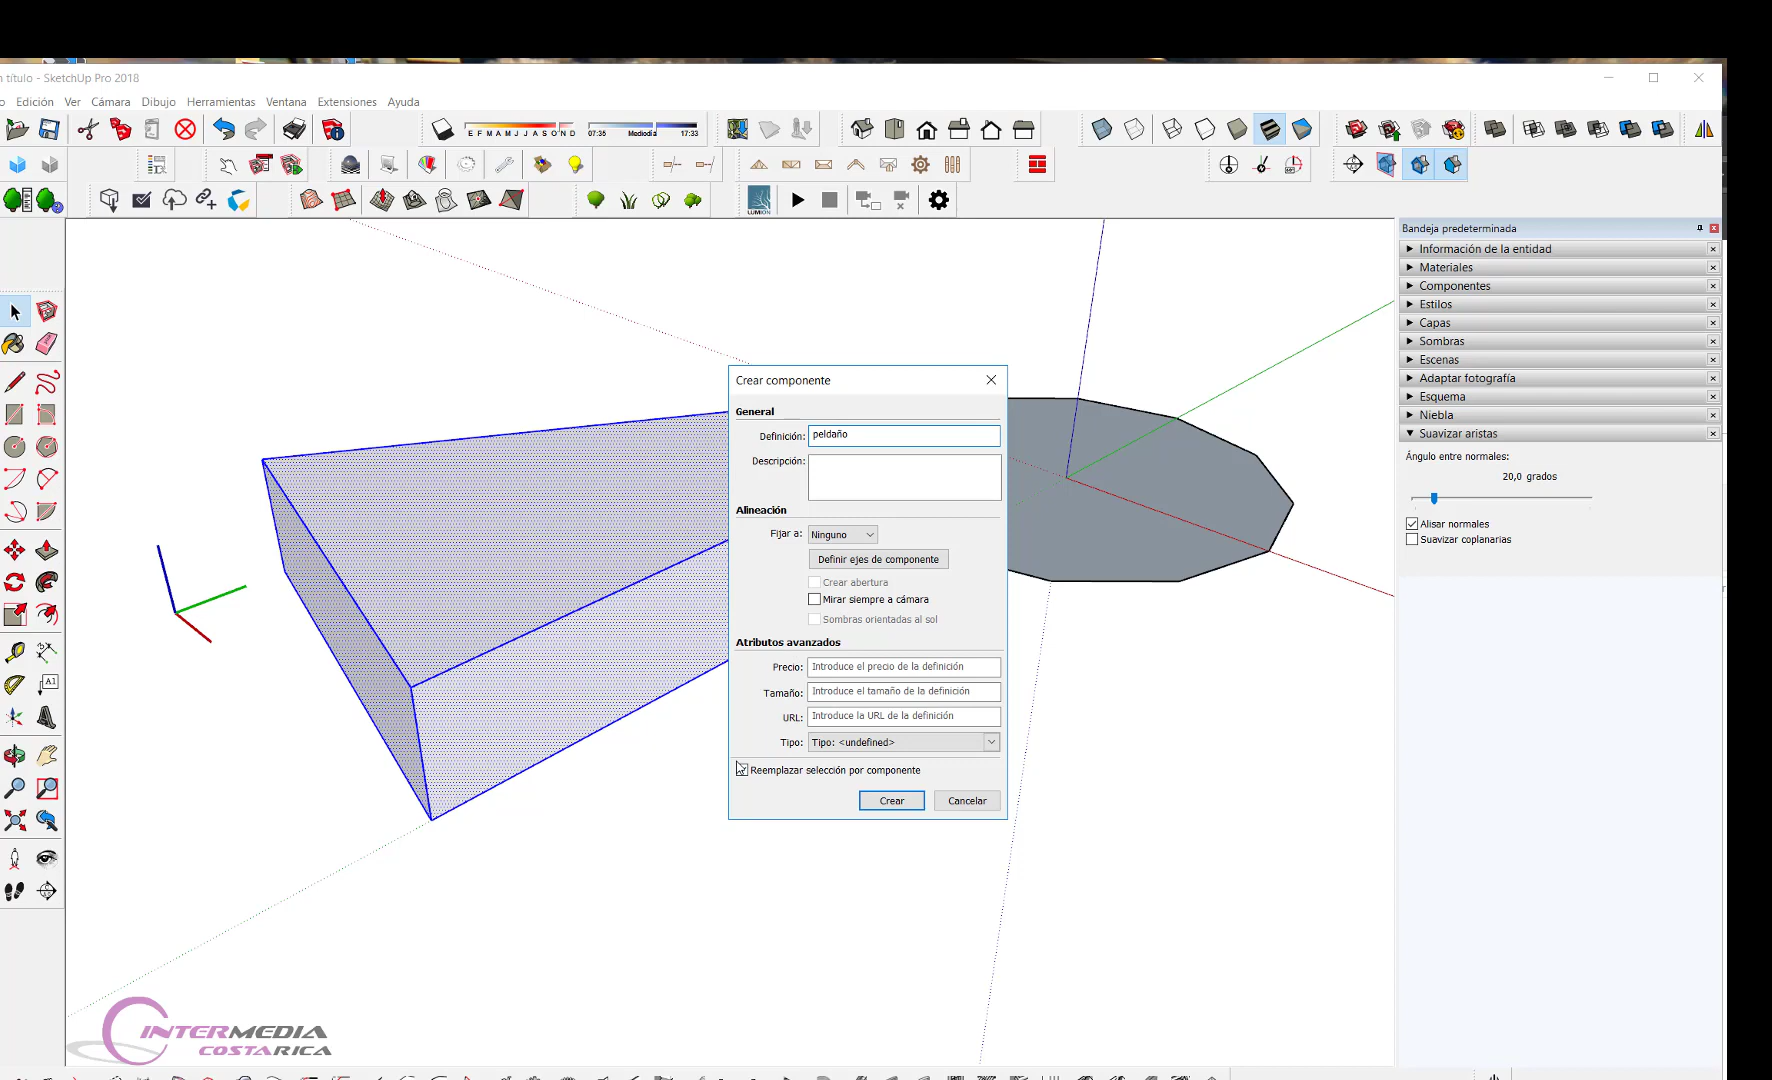 n título - SketchUp Pro 2018
o Edición Ver Cámara Dibujo Herramientas Ventana Extensiones Ayuda
E F M A M J J A S O N D 07:35 Mediodía 17:33
LUMION
Bandeja predeterminada
Información de la entidad
Materiales
Componentes
Estilos
Capas
Sombras
Escenas
Adaptar fotografía
Esquema
Niebla
Suavizar aristas
Ángulo entre normales:
20,0 grados
Alisar normales
Suavizar coplanarias
Crear componente
General
Definición: peldaño
Descripción:
Alineación
Fijar a: Ninguno
Definir ejes de componente
Crear abertura
Mirar siempre a cámara
Sombras orientadas al sol
Atributos avanzados
Precio: Introduce el precio de la definición
Tamaño: Introduce el tamaño de la definición
URL: Introduce la URL de la definición
Tipo: Tipo: <undefined>
Reemplazar selección por componente
Crear Cancelar
A1
INTERMEDIA
COSTARICA